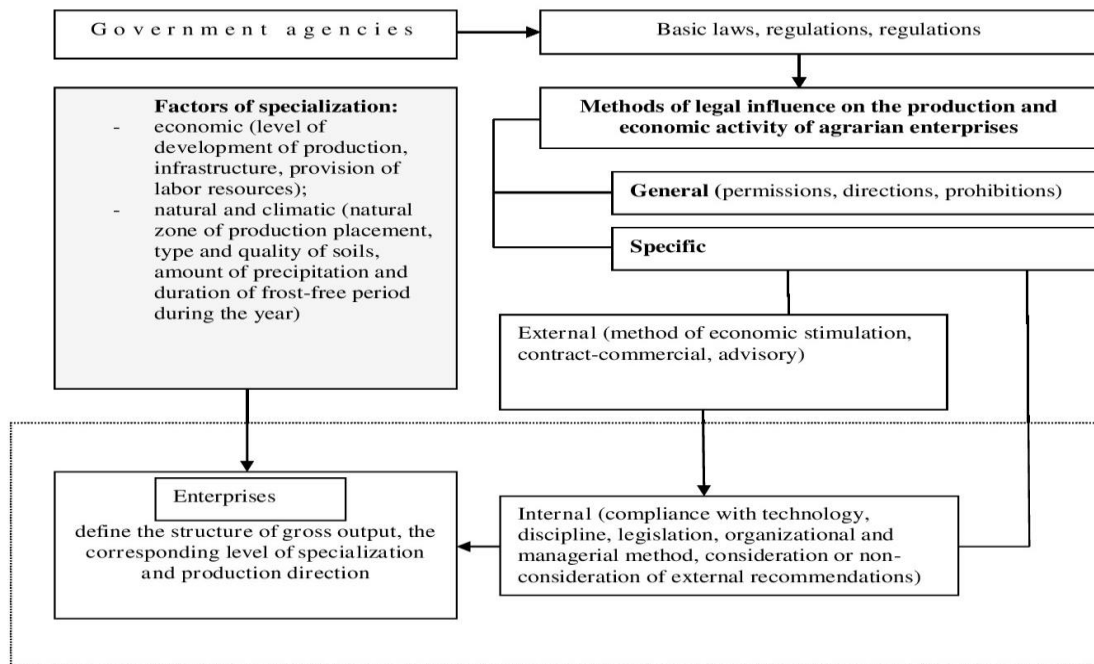 Government agencies
Basic laws, regulations, regulations
Factors of specialization:
- economic (level of
development of production,
infrastructure, provision of
labor resources);
- natural and climatic (natural
zone of production placement,
type and quality of soils,
amount of precipitation and
duration of frost-free period
during the year)
Methods of legal influence on the production and
economic activity of agrarian enterprises
General (permissions, directions, prohibitions)
Specific
External (method of economic stimulation,
contract-commercial, advisory)
Enterprises
define the structure of gross output, the
corresponding level of specialization
and production direction
Internal (compliance with technology,
discipline, legislation, organizational and
managerial method, consideration or non-
consideration of external recommendations)